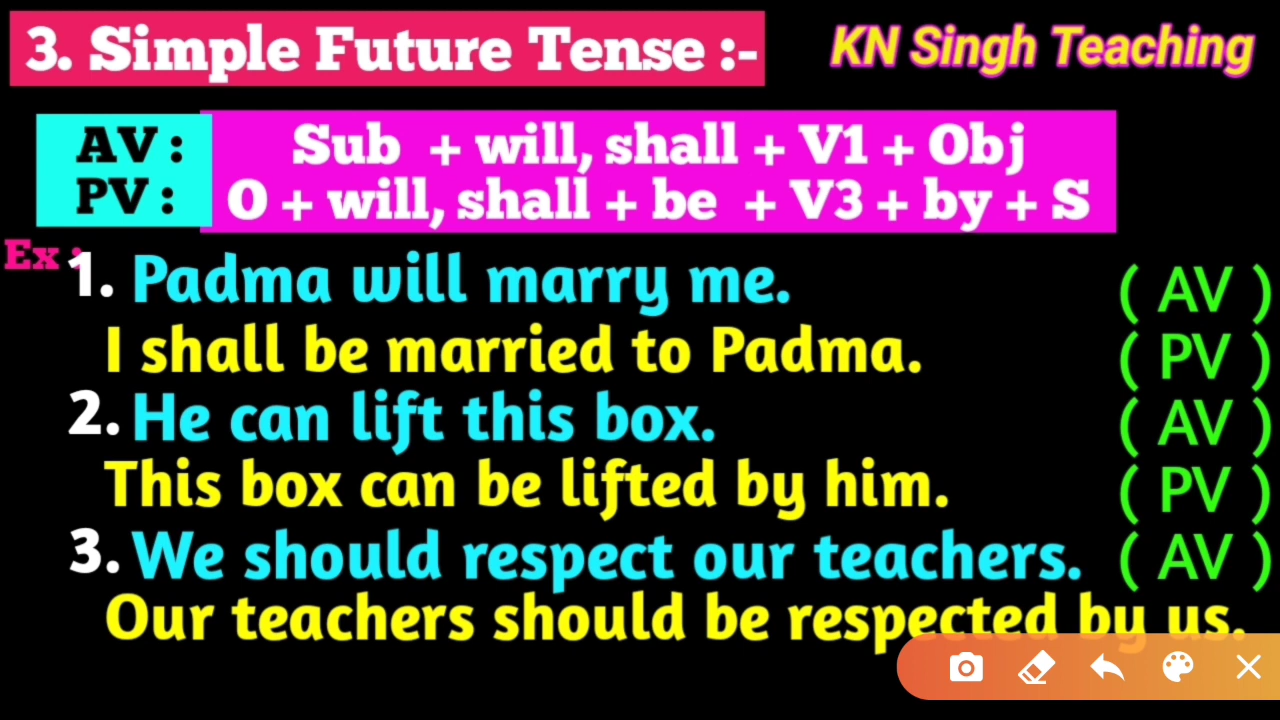 3. Simple Future Tense :-
KN Singh Teaching
AV : Sub + will, shall + V1 + Obj
PV : O + will, shall + be + V3 + by + S
Ex :
1. Padma will marry me. ( AV )
I shall be married to Padma. ( PV )
2. He can lift this box. ( AV )
This box can be lifted by him. ( PV )
3. We should respect our teachers. ( AV )
Our teachers should be respected by us.